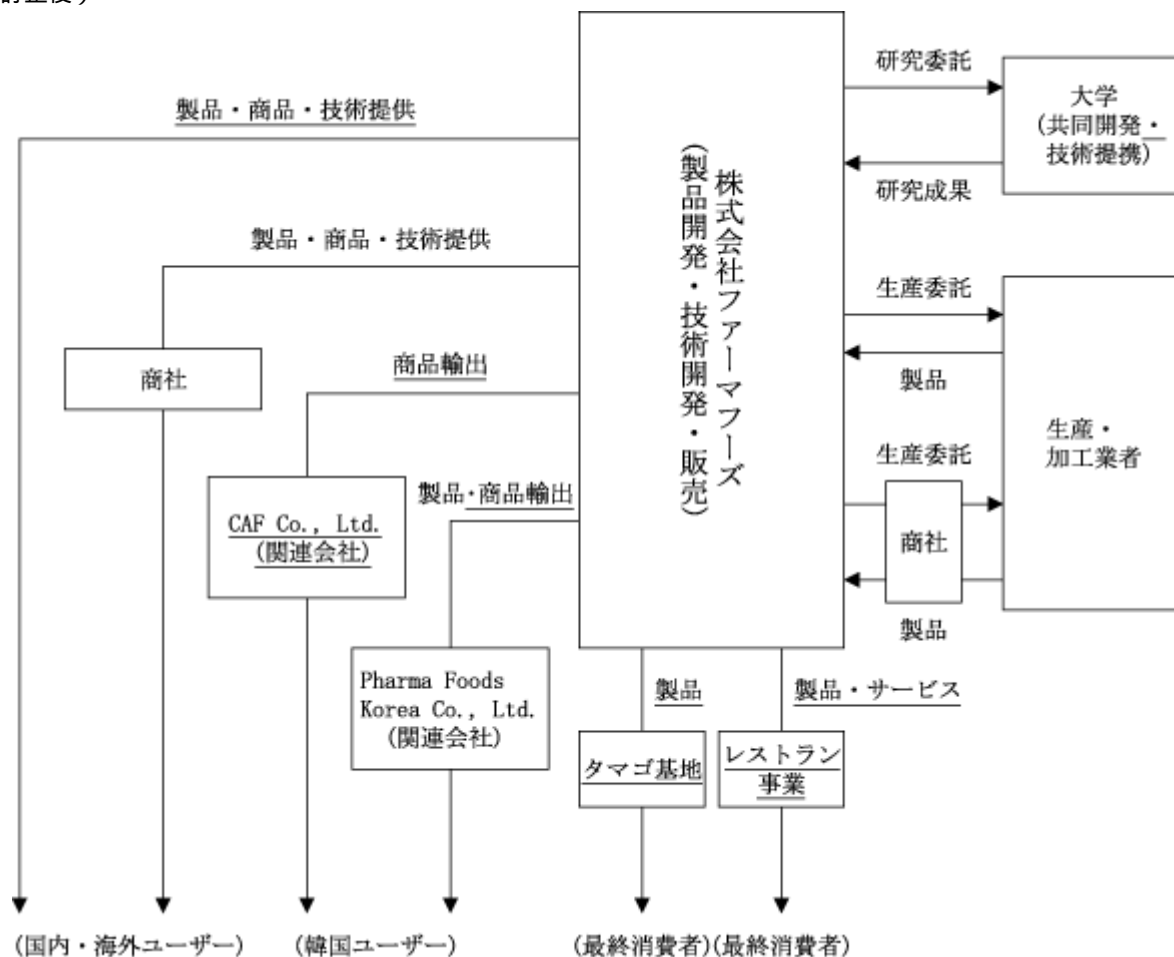 訂正後）
製品・商品・技術提供
製品・商品・技術提供
商社
商品輸出
CAF Co., Ltd.
(関連会社)
製品・商品輸出
Pharma Foods
Korea Co., Ltd.
(関連会社)
株式会社ファーマフーズ
(製品開発・技術開発・販売)
研究委託
大学
(共同開発・
技術提携)
研究成果
生産委託
製品
生産・
加工業者
生産委託
商社
製品
製品
タマゴ基地
製品・サービス
レストラン
事業
(国内・海外ユーザー)
(韓国ユーザー)
(最終消費者)
(最終消費者)